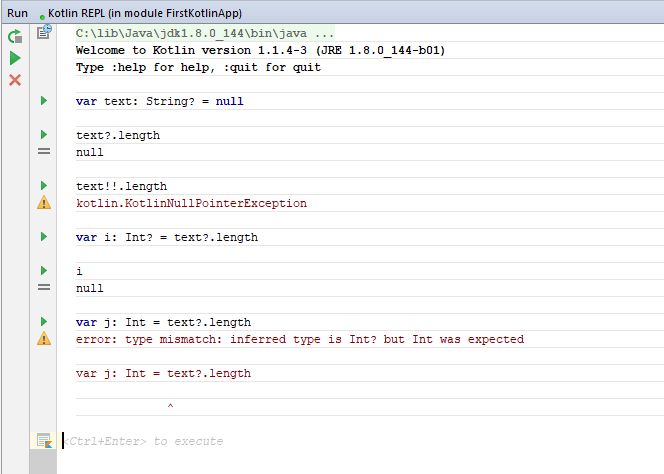 Run Kotlin REPL (in module FirstKotlinApp)
C:\lib\Java\jdk1.8.0_144\bin\java ...
Welcome to Kotlin version 1.1.4-3 (JRE 1.8.0_144-b01)
Type :help for help, :quit for quit
var text: String? = null
text?.length
null
text!!.length
kotlin.KotlinNullPointerException
var i: Int? = text?.length
i
null
var j: Int = text?.length
error: type mismatch: inferred type is Int? but Int was expected
var j: Int = text?.length
^
<Ctrl+Enter> to execute